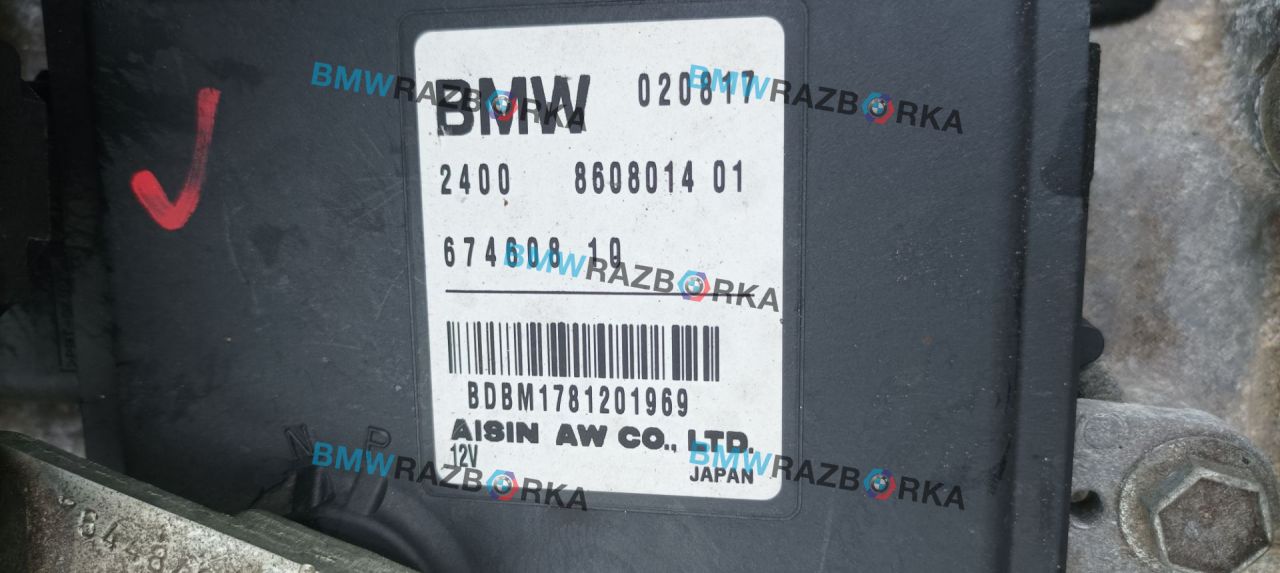 BMW 020817
2400 8608014 01
674608 10
BDBM1781201969
AISIN AW CO., LTD.
12V
JAPAN
N P
BMWRAZBORKA
BMWRAZBORKA
BMWRAZBORKA
BMWRAZBORKA
BMWRAZBORKA